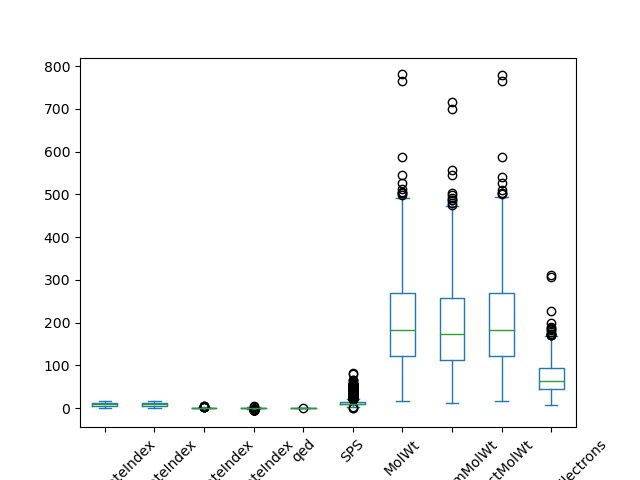 800
700
600
500
400
300
200
100
0
teIndex
teIndex
teIndex
teIndex
qed
SPS
MolWt
mMolWt
ctMolWt
lectrons